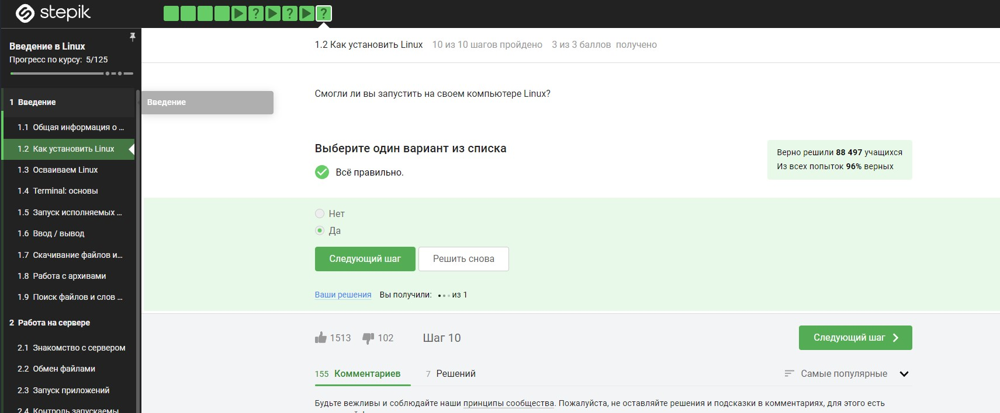 stepik
? ? ?
Введение в Linux
Прогресс по курсу: 5/125
1 Введение
1.1 Общая информация о ...
1.2 Как установить Linux
1.3 Осваиваем Linux
1.4 Terminal: основы
1.5 Запуск исполняемых ...
1.6 Ввод / вывод
1.7 Скачивание файлов и...
1.8 Работа с архивами
1.9 Поиск файлов и слов ...
2 Работа на сервере
2.1 Знакомство с сервером
2.2 Обмен файлами
2.3 Запуск приложений
2.4 Контроль запускаемы
Введение
1.2 Как установить Linux 10 из 10 шагов пройдено 3 из 3 баллов получено
Смогли ли вы запустить на своем компьютере Linux?
Выберите один вариант из списка
Всё правильно.
Верно решили 88 497 учащихся
Из всех попыток 96% верных
Нет
Да
Следующий шаг Решить снова
Ваши решения Вы получили: из 1
1513 102 Шаг 10 Следующий шаг
155 Комментариев 7 Решений Самые популярные
Будьте вежливы и соблюдайте наши принципы сообщества. Пожалуйста, не оставляйте решения и подсказки в комментариях, для этого есть